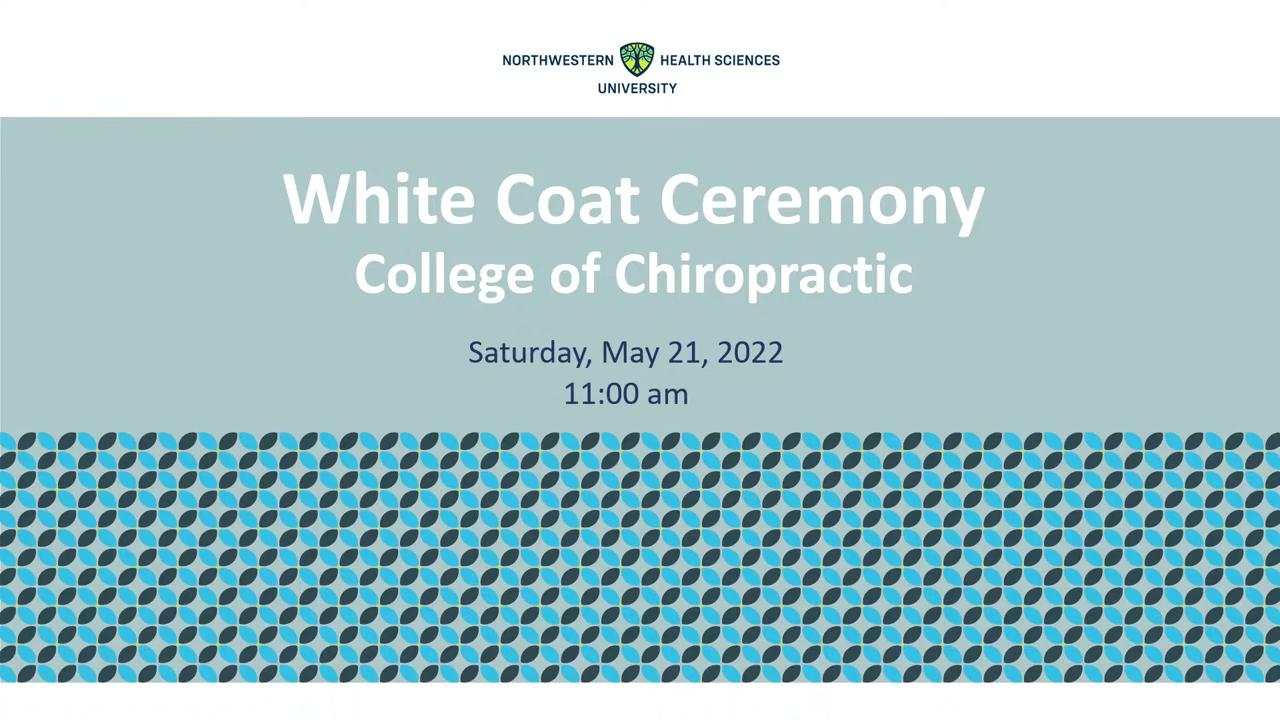 NORTHWESTERN HEALTH SCIENCES
UNIVERSITY
White Coat Ceremony
College of Chiropractic
Saturday, May 21, 2022
11:00 am